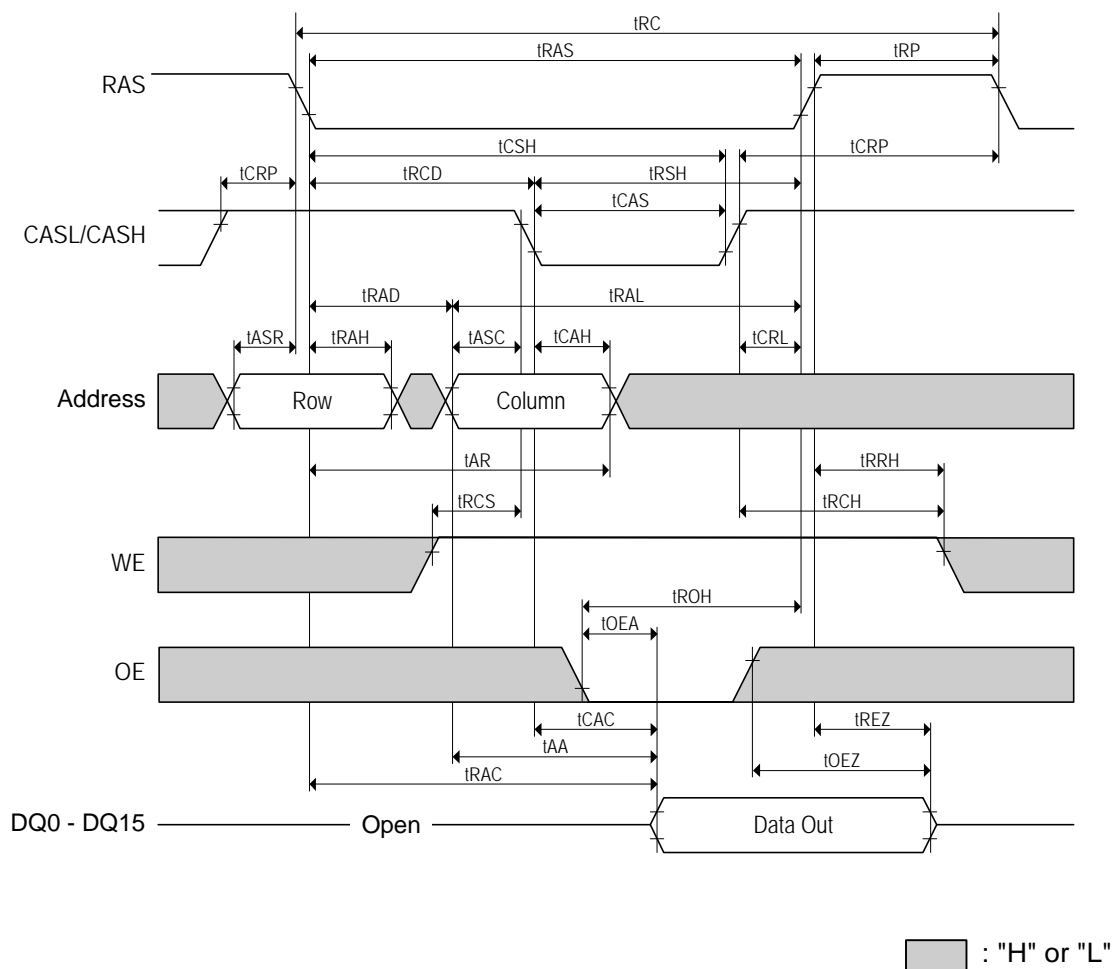 tRC
tRAS
tRP
RAS
tCSH
tCRP
tCRP
tRCD
tRSH
tCAS
CASL/CASH
tRAD
tRAL
tASR
tRAH
tASC
tCAH
tCRL
Address
Row
Column
tAR
tRRH
tRCS
tRCH
WE
tROH
tOEA
OE
tCAC
tREZ
tAA
tOEZ
tRAC
DQ0 - DQ15
Open
Data Out
: "H" or "L"